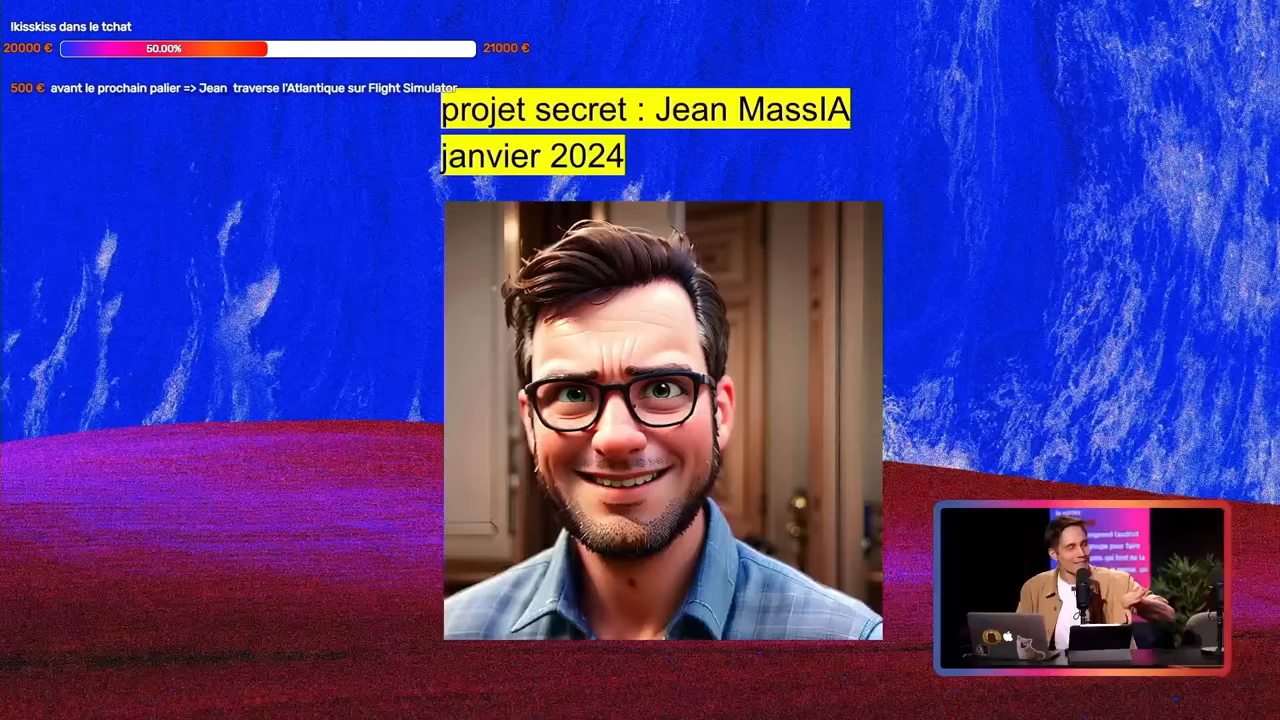 !kisskiss dans le tchat
20000 € 50.00% 21000 €
500 € avant le prochain palier => Jean traverse l'Atlantique sur Flight Simulator
projet secret : Jean MassIA
janvier 2024